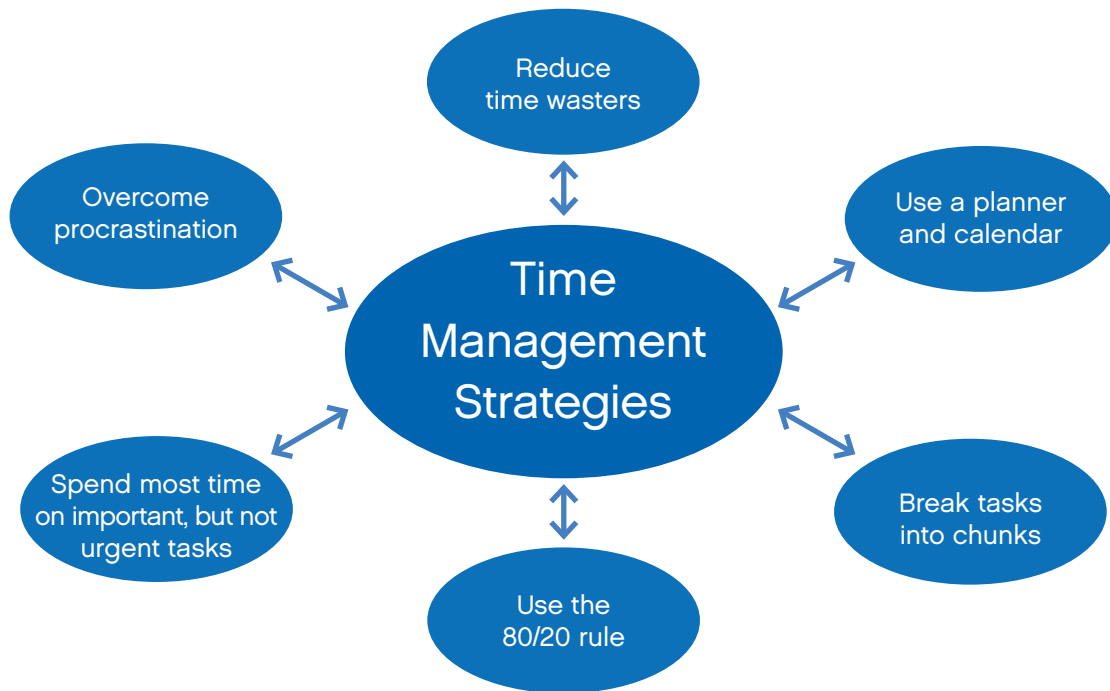 Reduce
time wasters
Overcome
procrastination
Use a planner
and calendar
Time
Management
Strategies
Spend most time
on important, but not
urgent tasks
Break tasks
into chunks
Use the
80/20 rule